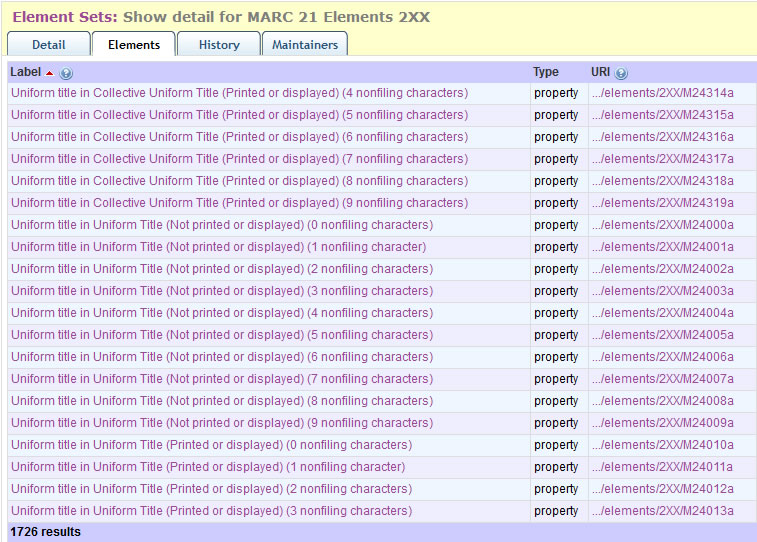 Element Sets: Show detail for MARC 21 Elements 2XX
Detail Elements History Maintainers
Label Type URI
Uniform title in Collective Uniform Title (Printed or displayed) (4 nonfiling characters) property .../elements/2XX/M24314a
Uniform title in Collective Uniform Title (Printed or displayed) (5 nonfiling characters) property .../elements/2XX/M24315a
Uniform title in Collective Uniform Title (Printed or displayed) (6 nonfiling characters) property .../elements/2XX/M24316a
Uniform title in Collective Uniform Title (Printed or displayed) (7 nonfiling characters) property .../elements/2XX/M24317a
Uniform title in Collective Uniform Title (Printed or displayed) (8 nonfiling characters) property .../elements/2XX/M24318a
Uniform title in Collective Uniform Title (Printed or displayed) (9 nonfiling characters) property .../elements/2XX/M24319a
Uniform title in Uniform Title (Not printed or displayed) (0 nonfiling characters) property .../elements/2XX/M24000a
Uniform title in Uniform Title (Not printed or displayed) (1 nonfiling character) property .../elements/2XX/M24001a
Uniform title in Uniform Title (Not printed or displayed) (2 nonfiling characters) property .../elements/2XX/M24002a
Uniform title in Uniform Title (Not printed or displayed) (3 nonfiling characters) property .../elements/2XX/M24003a
Uniform title in Uniform Title (Not printed or displayed) (4 nonfiling characters) property .../elements/2XX/M24004a
Uniform title in Uniform Title (Not printed or displayed) (5 nonfiling characters) property .../elements/2XX/M24005a
Uniform title in Uniform Title (Not printed or displayed) (6 nonfiling characters) property .../elements/2XX/M24006a
Uniform title in Uniform Title (Not printed or displayed) (7 nonfiling characters) property .../elements/2XX/M24007a
Uniform title in Uniform Title (Not printed or displayed) (8 nonfiling characters) property .../elements/2XX/M24008a
Uniform title in Uniform Title (Not printed or displayed) (9 nonfiling characters) property .../elements/2XX/M24009a
Uniform title in Uniform Title (Printed or displayed) (0 nonfiling characters) property .../elements/2XX/M24010a
Uniform title in Uniform Title (Printed or displayed) (1 nonfiling character) property .../elements/2XX/M24011a
Uniform title in Uniform Title (Printed or displayed) (2 nonfiling characters) property .../elements/2XX/M24012a
Uniform title in Uniform Title (Printed or displayed) (3 nonfiling characters) property .../elements/2XX/M24013a
1726 results